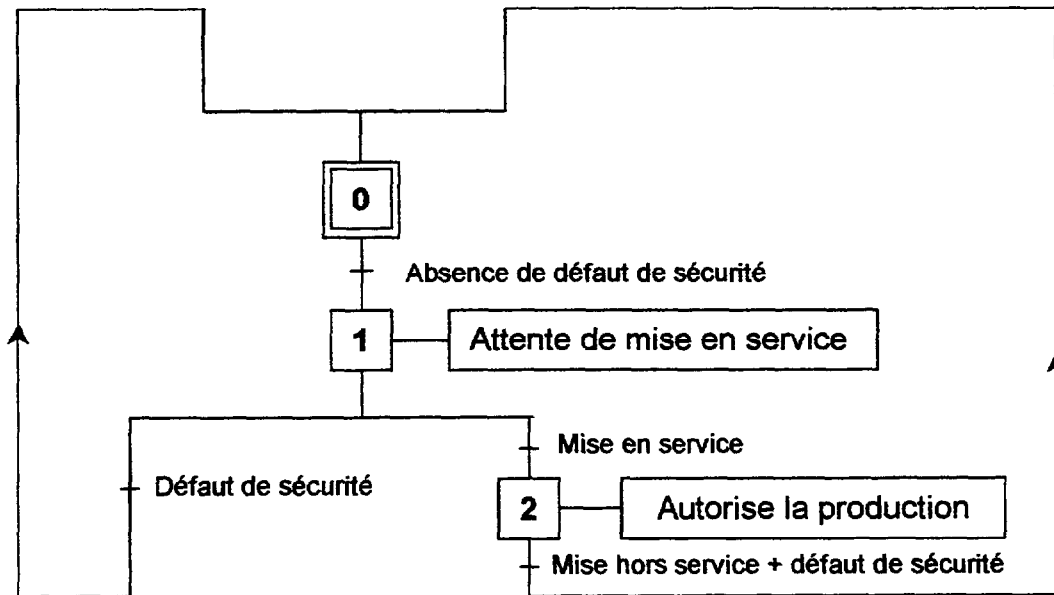 0
Absence de défaut de sécurité
1
Attente de mise en service
Mise en service
Défaut de sécurité
2
Autorise la production
Mise hors service + défaut de sécurité